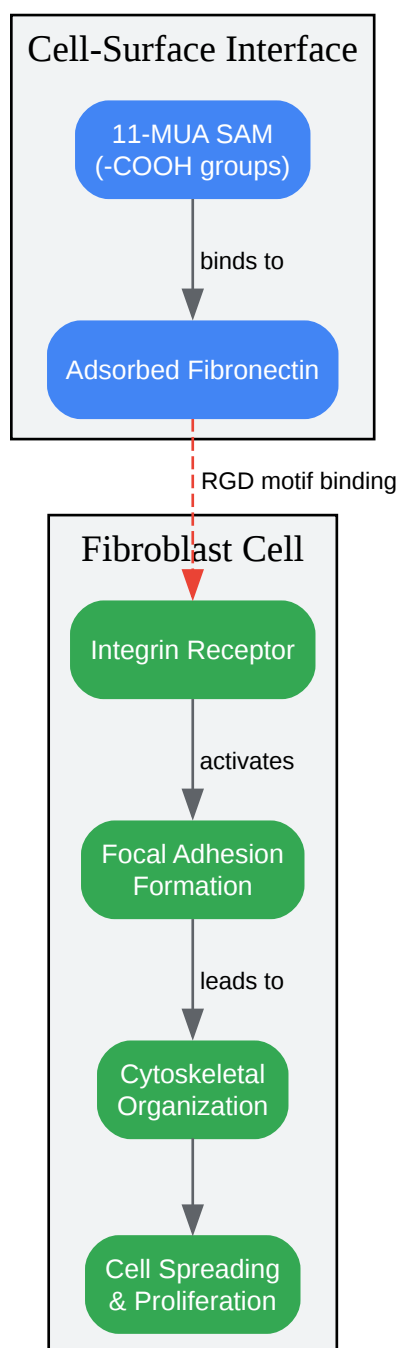 Cell-Surface Interface
11-MUA SAM
(-COOH groups)
binds to
Adsorbed Fibronectin
RGD motif binding
Fibroblast Cell
Integrin Receptor
activates
Focal Adhesion
Formation
leads to
Cytoskeletal
Organization
Cell Spreading
& Proliferation